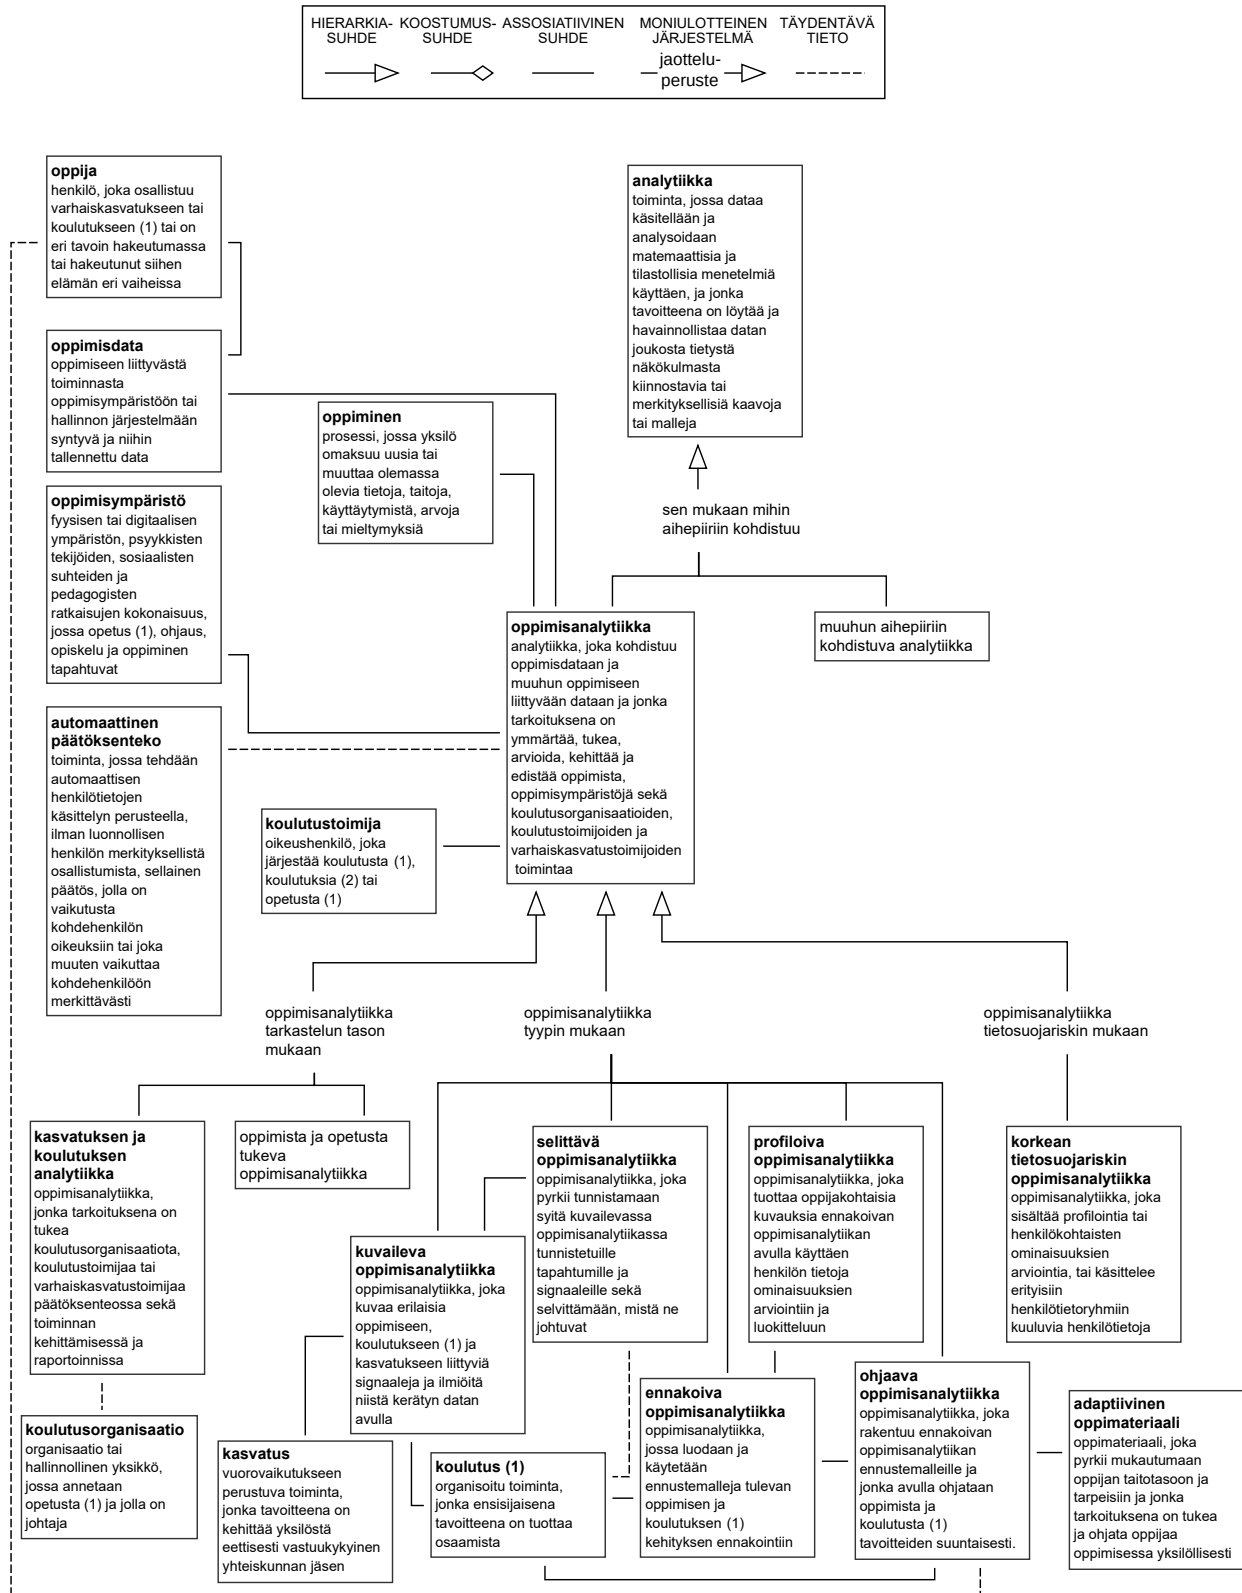 HIERARKIA-
SUHDE
KOOSTUMUS-
SUHDE
ASSOSIATIIVINEN
SUHDE
MONIULOTTEINEN
JÄRJESTELMÄ
jaottelu-
peruste
TÄYDENTÄVÄ
TIETO
oppija
henkilö, joka osallistuu
varhaiskasvatukseen tai
koulutukseen (1) tai on
eri tavoin hakeutumassa
tai hakeutunut siihen
elämän eri vaiheissa
analytiikka
toiminta, jossa dataa
käsitellään ja
analysoidaan
matemaattisia ja
tilastollisia menetelmiä
käyttäen, ja jonka
tavoitteena on löytää ja
havainnollistaa datan
joukosta tietystä
näkökulmasta
kiinnostavia tai
merkityksellisiä kaavoja
tai malleja
oppimisdata
oppimiseen liittyvästä
toiminnasta
oppimisympäristöön tai
hallinnon järjestelmään
syntyvä ja niihin
tallennettu data
oppiminen
prosessi, jossa yksilö
omaksuu uusia tai
muuttaa olemassa
olevia tietoja, taitoja,
käyttäytymistä, arvoja
tai mieltymyksiä
oppimisympäristö
fyysisen tai digitaalisen
ympäristön, psyykkisten
tekijöiden, sosiaalisten
suhteiden ja
pedagogisten
ratkaisujen kokonaisuus,
jossa opetus (1), ohjaus,
opiskelu ja oppiminen
tapahtuvat
sen mukaan mihin
aihepiiriin kohdistuu
oppimisanalytiikka
analytiikka, joka kohdistuu
oppimisdataan ja
muuhun oppimiseen
liittyvään dataan ja jonka
tarkoituksena on
ymmärtää, tukea,
arvioida, kehittää ja
edistää oppimista,
oppimisympäristöjä sekä
koulutusorganisaatioiden,
koulutustoimijoiden ja
varhaiskasvatustoimijoiden
toimintaa
muuhun aihepiiriin
kohdistuva analytiikka
automaattinen
päätöksenteko
toiminta, jossa tehdään
automaattisen
henkilötietojen
käsittelyn perusteella,
ilman luonnollisen
henkilön merkityksellistä
osallistumista, sellainen
päätös, jolla on
vaikutusta
kohdehenkilön
oikeuksiin tai joka
muuten vaikuttaa
kohdehenkilöön
merkittävästi
koulutustoimija
oikeushenkilö, joka
järjestää koulutusta (1),
koulutuksia (2) tai
opetusta (1)
oppimisanalytiikka
tarkastelun tason
mukaan
oppimisanalytiikka
tyypin mukaan
oppimisanalytiikka
tietosuojariskin mukaan
kasvatuksen ja
koulutuksen
analytiikka
oppimisanalytiikka,
jonka tarkoituksena on
tukea
koulutusorganisaatiota,
koulutustoimijaa tai
varhaiskasvatustoimijaa
päätöksenteossa sekä
toiminnan
kehittämisessä ja
raportoinnissa
oppimista ja opetusta
tukeva
oppimisanalytiikka
selittävä
oppimisanalytiikka
oppimisanalytiikka, joka
pyrkii tunnistamaan
syitä kuvailevassa
oppimisanalytiikassa
tunnistetuille
tapahtumille ja
signaaleille sekä
selvittämään, mistä ne
johtuvat
profiloiva
oppimisanalytiikka
oppimisanalytiikka, joka
tuottaa oppijakohtaisia
kuvauksia ennakoivan
oppimisanalytiikan
avulla käyttäen
henkilön tietoja
ominaisuuksien
arviointiin ja
luokitteluun
korkean
tietosuojariskin
oppimisanalytiikka
oppimisanalytiikka, joka
sisältää profilointia tai
henkilökohtaisten
ominaisuuksien
arviointia, tai käsittelee
erityisiin
henkilötietoryhmiin
kuuluvia henkilötietoja
kuvaileva
oppimisanalytiikka
oppimisanalytiikka, joka
kuvaa erilaisia
oppimiseen,
koulutukseen (1) ja
kasvatukseen liittyviä
signaaleja ja ilmiöitä
niistä kerätyn datan
avulla
koulutusorganisaatio
organisaatio tai
hallinnollinen yksikkö,
jossa annetaan
opetusta (1) ja jolla on
johtaja
kasvatus
vuorovaikutukseen
perustuva toiminta,
jonka tavoitteena on
kehittää yksilöstä
eettisesti vastuukykyinen
yhteiskunnan jäsen
koulutus (1)
organisoitu toiminta,
jonka ensisijaisena
tavoitteena on tuottaa
osaamista
ennakoiva
oppimisanalytiikka
oppimisanalytiikka,
jossa luodaan ja
käytetään
ennustemalleja tulevan
oppimisen ja
koulutuksen (1)
kehityksen ennakointiin
ohjaava
oppimisanalytiikka
oppimisanalytiikka, joka
rakentuu ennakoivan
oppimisanalytiikan
ennustemalleille ja
jonka avulla ohjataan
oppimista ja
koulutusta (1)
tavoitteiden suuntaisesti.
adaptiivinen
oppimateriaali
oppimateriaali, joka
pyrkii mukautumaan
oppijan taitotasoon ja
tarpeisiin ja jonka
tarkoituksena on tukea
ja ohjata oppijaa
oppimisessa yksilöllisesti